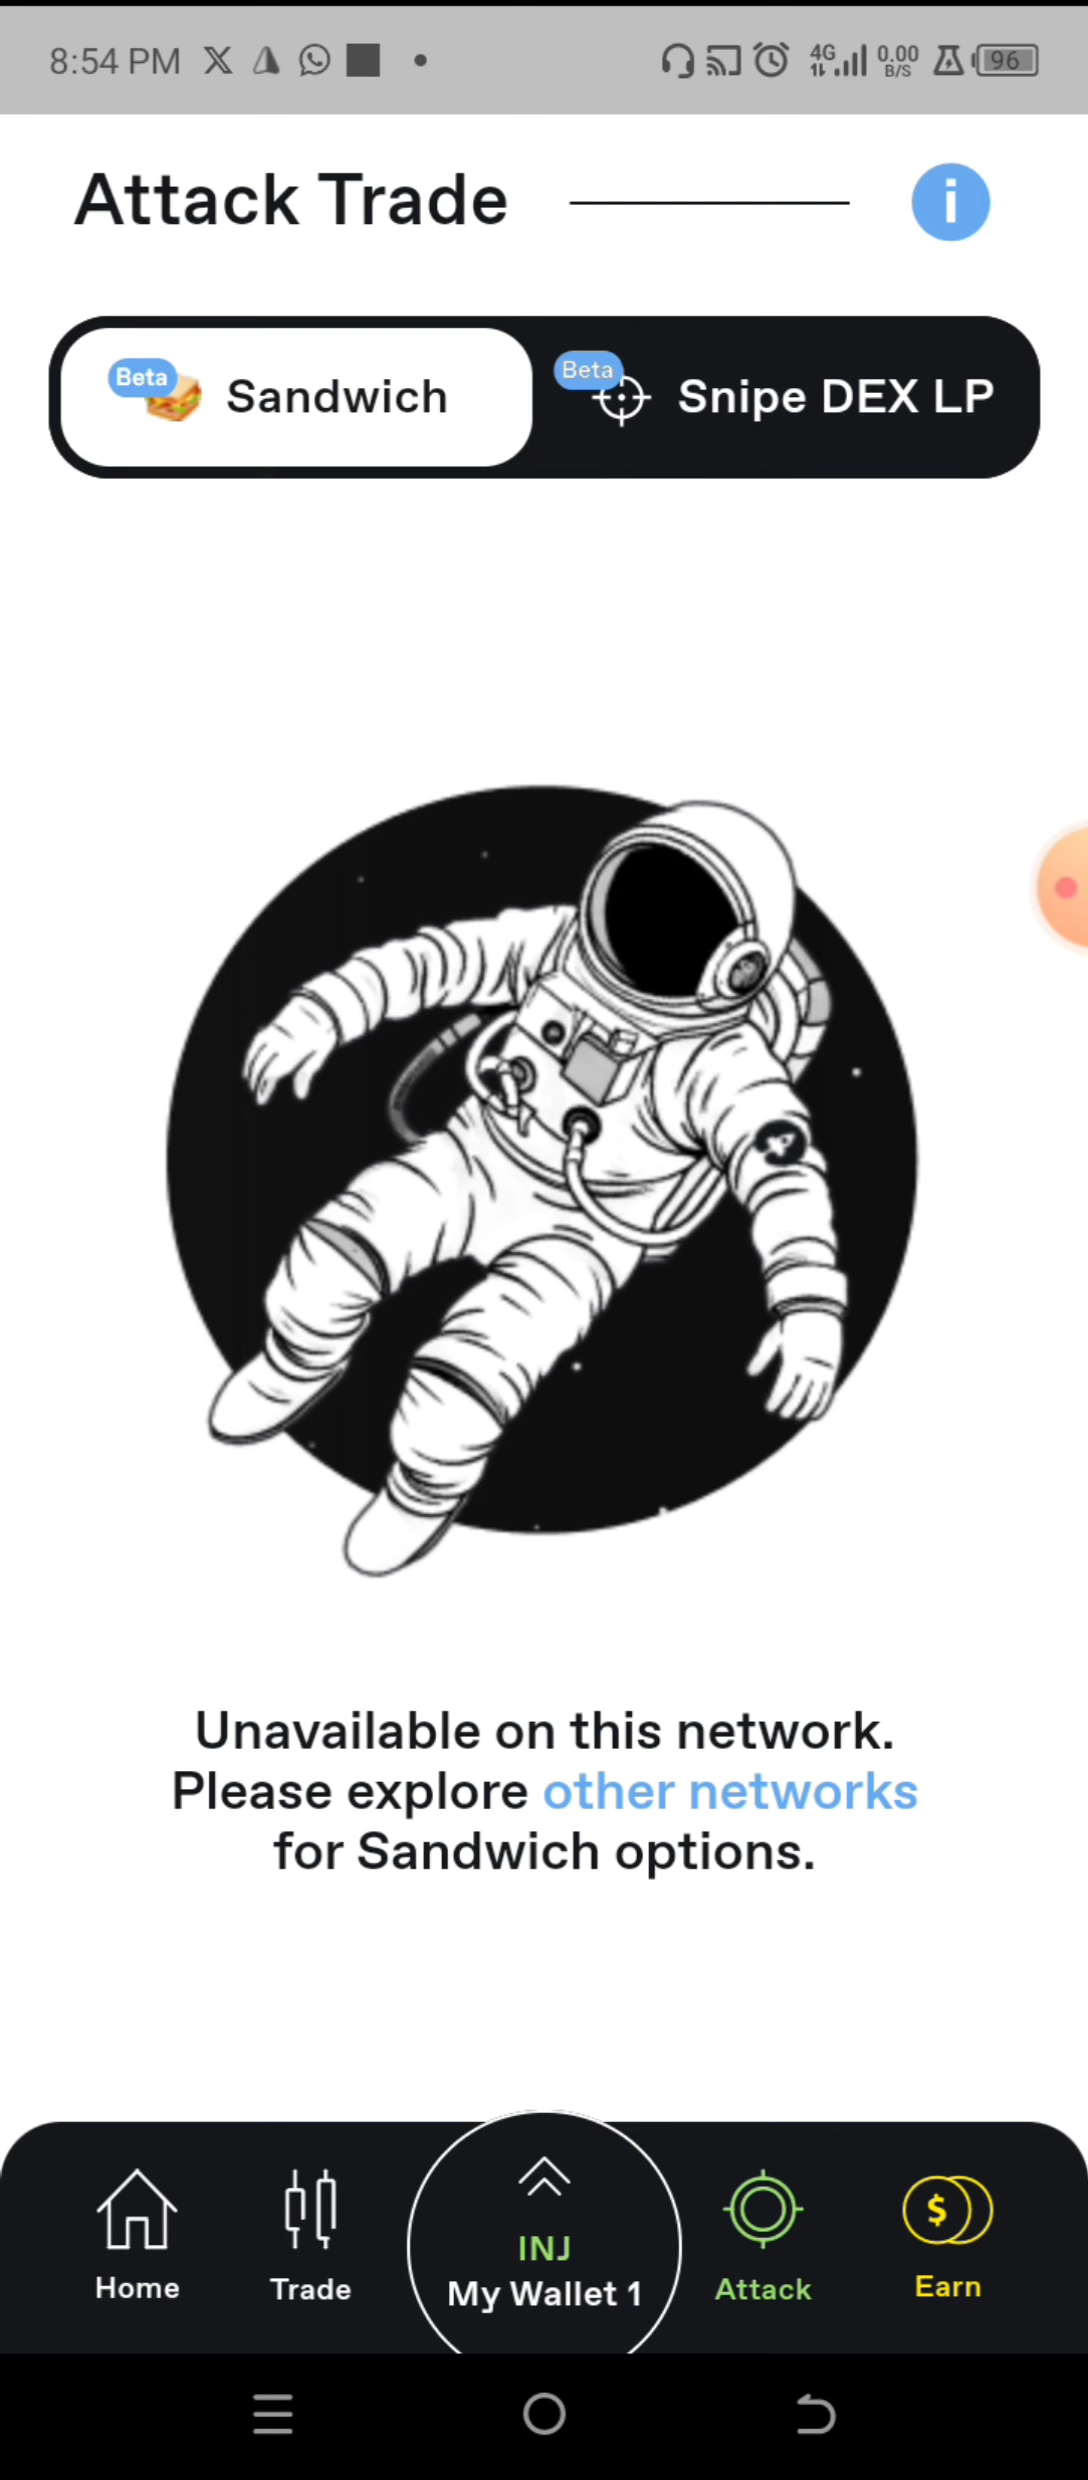 8:54 PM
4G
0.00
B/S
96
Attack Trade
i
Beta
Sandwich
Beta
Snipe DEX LP
Unavailable on this network.
Please explore other networks
for Sandwich options.
INJ
My Wallet 1
Home
Trade
Attack
$
Earn